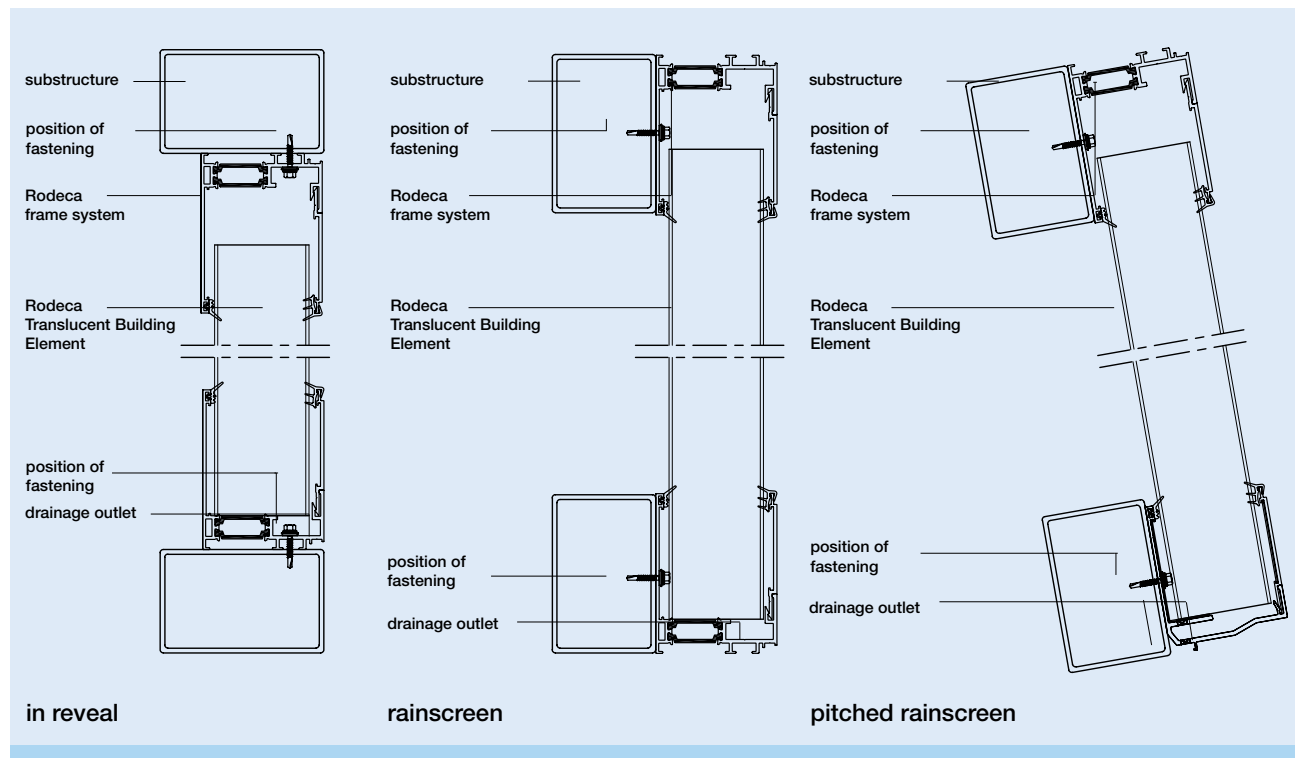 substructure
position of
fastening
Rodeca
frame system
Rodeca
Translucent Building
Element
position of
fastening
drainage outlet
in reveal
substructure
position of
fastening
Rodeca
frame system
Rodeca
Translucent Building
Element
position of
fastening
drainage outlet
rainscreen
substructure
position of
fastening
Rodeca
frame system
Rodeca
Translucent Building
Element
position of
fastening
drainage outlet
pitched rainscreen